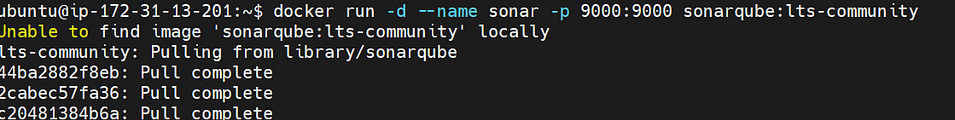 ubuntu@ip-172-31-13-201:~$ docker run -d --name sonar -p 9000:9000 sonarqube:lts-community
Unable to find image 'sonarqube:lts-community' locally
lts-community: Pulling from library/sonarqube
44ba2882f8eb: Pull complete
2cabec57fa36: Pull complete
c20481384b6a: Pull complete